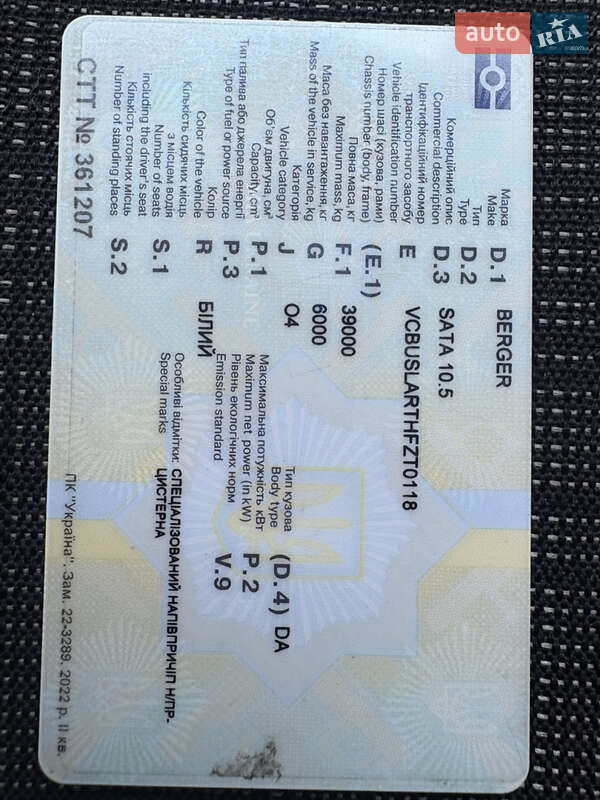 auto RIA
Марка
Make D.1 BERGER
Тип
Type D.2
Комерційний опис
Commercial description D.3 SATA 10.5
Ідентифікаційний номер
транспортного засобу
Vehicle identification number E VCBUSLARTHFZT0118
Номер шасі (кузова, рами)
Chassis number (body, frame) (E.1)
Повна маса, кг
Maximum mass, kg F.1 39000
Маса без навантаження, кг
Mass of the vehicle in service, kg G 6000
Категорія
Vehicle category J O4
Тип кузова
Body type (D.4) DA
Об'єм двигуна, см³
Capacity, cm³ P.1
Максимальна потужність кВт
Maximum net power (in kW) P.2
Тип палива або джерела енергії
Type of fuel or power source P.3
Рівень екологічних норм
Emission standard V.9
Колір
Color of the vehicle R БІЛИЙ
Кількість сидячих місць
з місцем водія
Number of seats
including the driver's seat S.1
Особливі відмітки:
Special marks
СПЕЦІАЛІЗОВАНИЙ НАПІВПРИЧІП Н/ПР-
ЦИСТЕРНА
Кількість стоячих місць
Number of standing places S.2
СТТ № 361207
ПК "Україна". Зам. 22-3289. 2022 р. II кв.